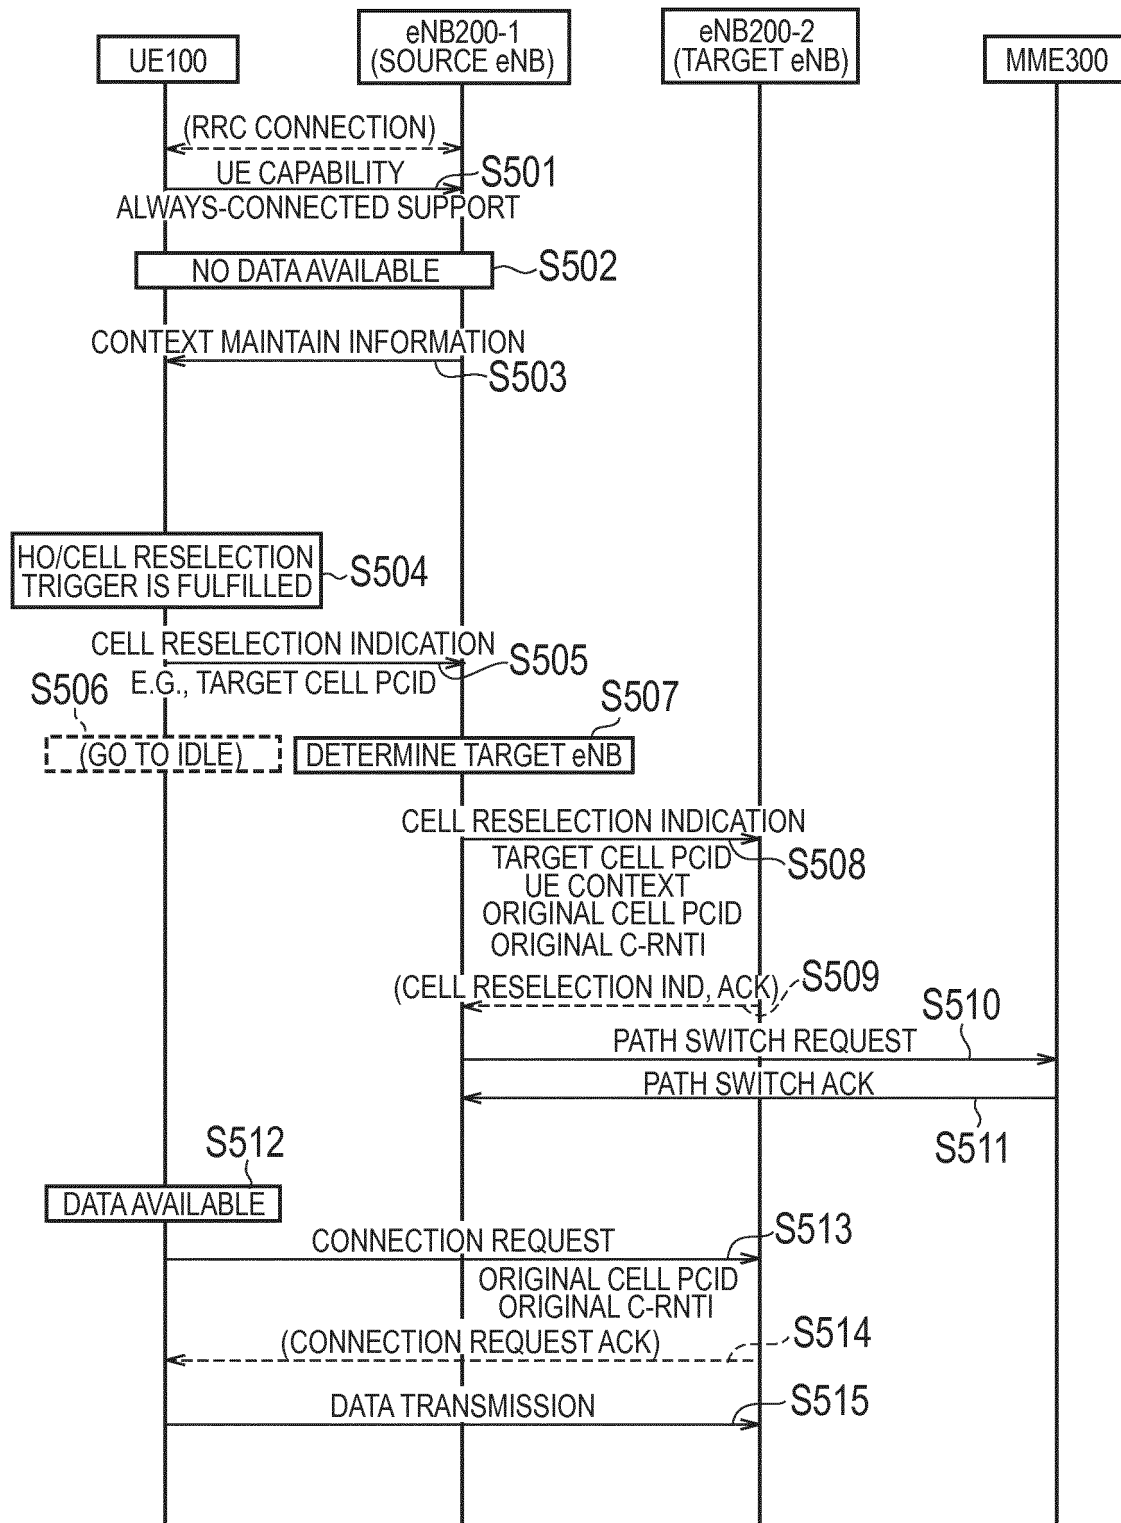 UE100
eNB200-1
(SOURCE eNB)
eNB200-2
(TARGET eNB)
MME300
(RRC CONNECTION)
UE CAPABILITY
S501
ALWAYS-CONNECTED SUPPORT
NO DATA AVAILABLE
S502
CONTEXT MAINTAIN INFORMATION
S503
HO/CELL RESELECTION
TRIGGER IS FULFILLED
S504
CELL RESELECTION INDICATION
S505
E.G., TARGET CELL PCID
S506
(GO TO IDLE)
S507
DETERMINE TARGET eNB
CELL RESELECTION INDICATION
S508
TARGET CELL PCID
UE CONTEXT
ORIGINAL CELL PCID
ORIGINAL C-RNTI
(CELL RESELECTION IND, ACK)
S509
S510
PATH SWITCH REQUEST
PATH SWITCH ACK
S511
S512
DATA AVAILABLE
CONNECTION REQUEST
S513
ORIGINAL CELL PCID
ORIGINAL C-RNTI
(CONNECTION REQUEST ACK)
S514
DATA TRANSMISSION
S515